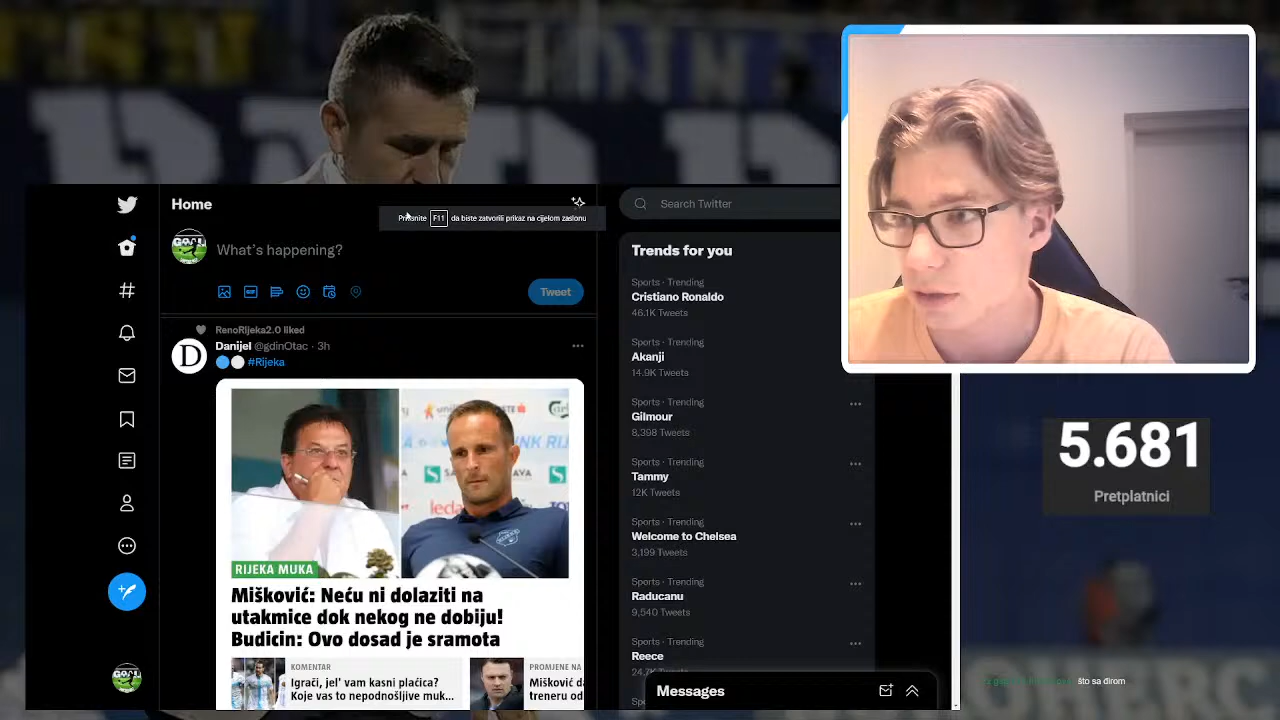 Home
Pritisnite F11 da biste zatvorili prikaz na cijelom zaslonu
What's happening?
Tweet
RenoRIjeka2.0 liked
Danijel @gdinOtac · 3h
#Rijeka
D
RIJEKA MUKA
Mišković: Neću ni dolaziti na
utakmice dok nekog ne dobiju!
Budicin: Ovo dosad je sramota
KOMENTAR
Igrači, jel' vam kasni plaćica?
Koje vas to nepodnošljive muk...
PROMJENE NA
Mišković d
treneru od
Search Twitter
Trends for you
Sports · Trending
Cristiano Ronaldo
46.1K Tweets
Sports · Trending
Akanji
14.9K Tweets
Sports · Trending
Gilmour
8,398 Tweets
Sports · Trending
Tammy
12K Tweets
Sports · Trending
Welcome to Chelsea
3,199 Tweets
Sports · Trending
Raducanu
9,540 Tweets
Sports · Trending
Reece
Messages
5.681
Pretplatnici
što sa đirom